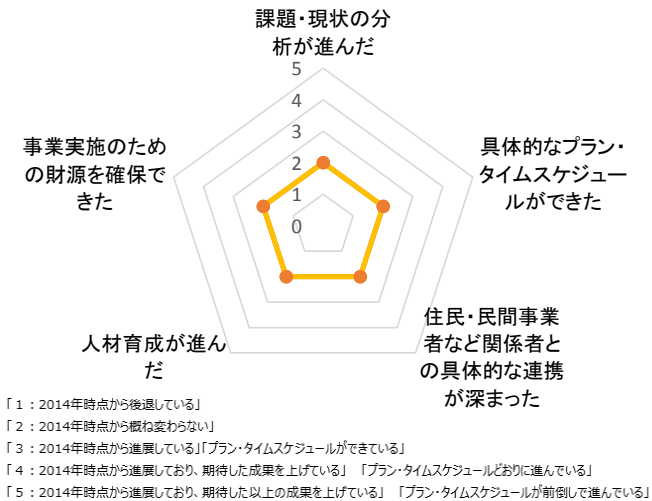 課題・現状の分
析が進んだ
5
4
3
2
1
0
具体的なプラン・
タイムスケジュー
ルができた
住民・民間事業
者など関係者と
の具体的な連携
が深まった
人材育成が進ん
だ
事業実施のため
の財源を確保で
きた
「１：2014年時点から後退している」
「２：2014年時点から概ね変わらない」
「３：2014年時点から進展している」「プラン・タイムスケジュールができている」
「４：2014年時点から進展しており、期待した成果を上げている」　「プラン・タイムスケジュールどおりに進んでいる」
「５：2014年時点から進展しており、期待した以上の成果を上げている」　「プラン・タイムスケジュールが前倒しで進んでいる」